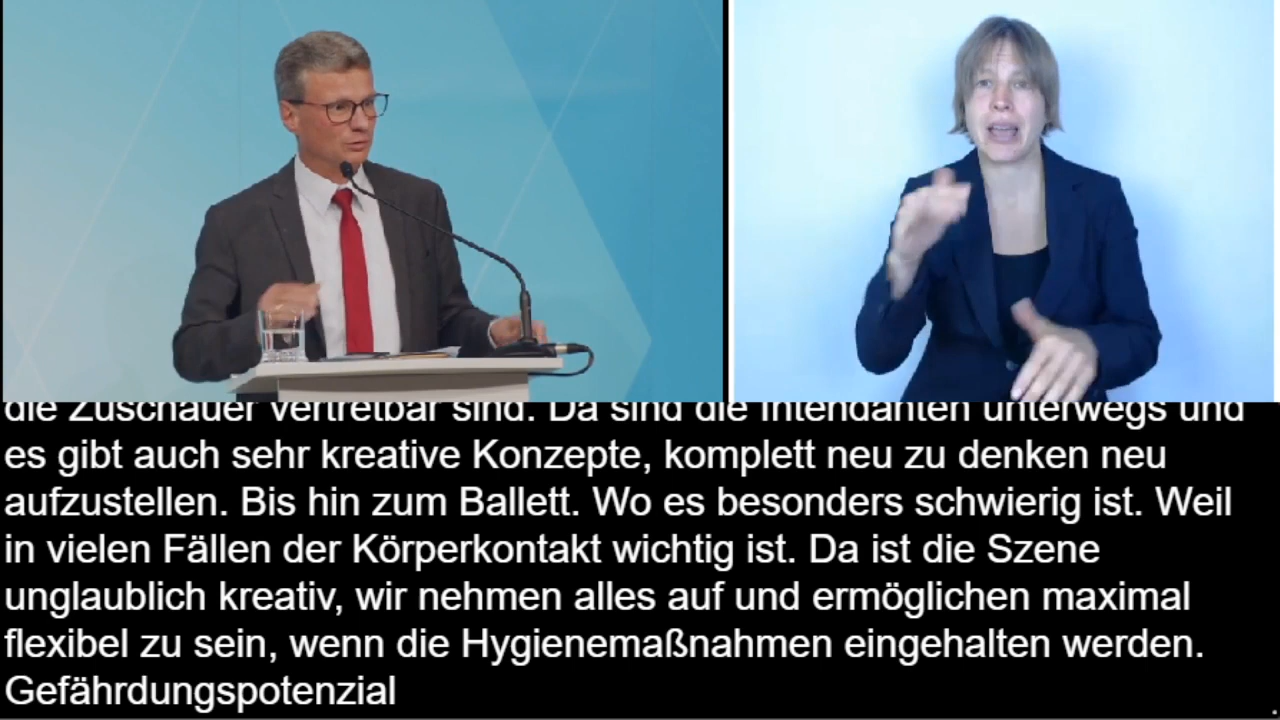 die Zuschauer vertretbar sind. Da sind die Intendanten unterwegs und
es gibt auch sehr kreative Konzepte, komplett neu zu denken neu
aufzustellen. Bis hin zum Ballett. Wo es besonders schwierig ist. Weil
in vielen Fällen der Körperkontakt wichtig ist. Da ist die Szene
unglaublich kreativ, wir nehmen alles auf und ermöglichen maximal
flexibel zu sein, wenn die Hygienemaßnahmen eingehalten werden.
Gefährdungspotenzial